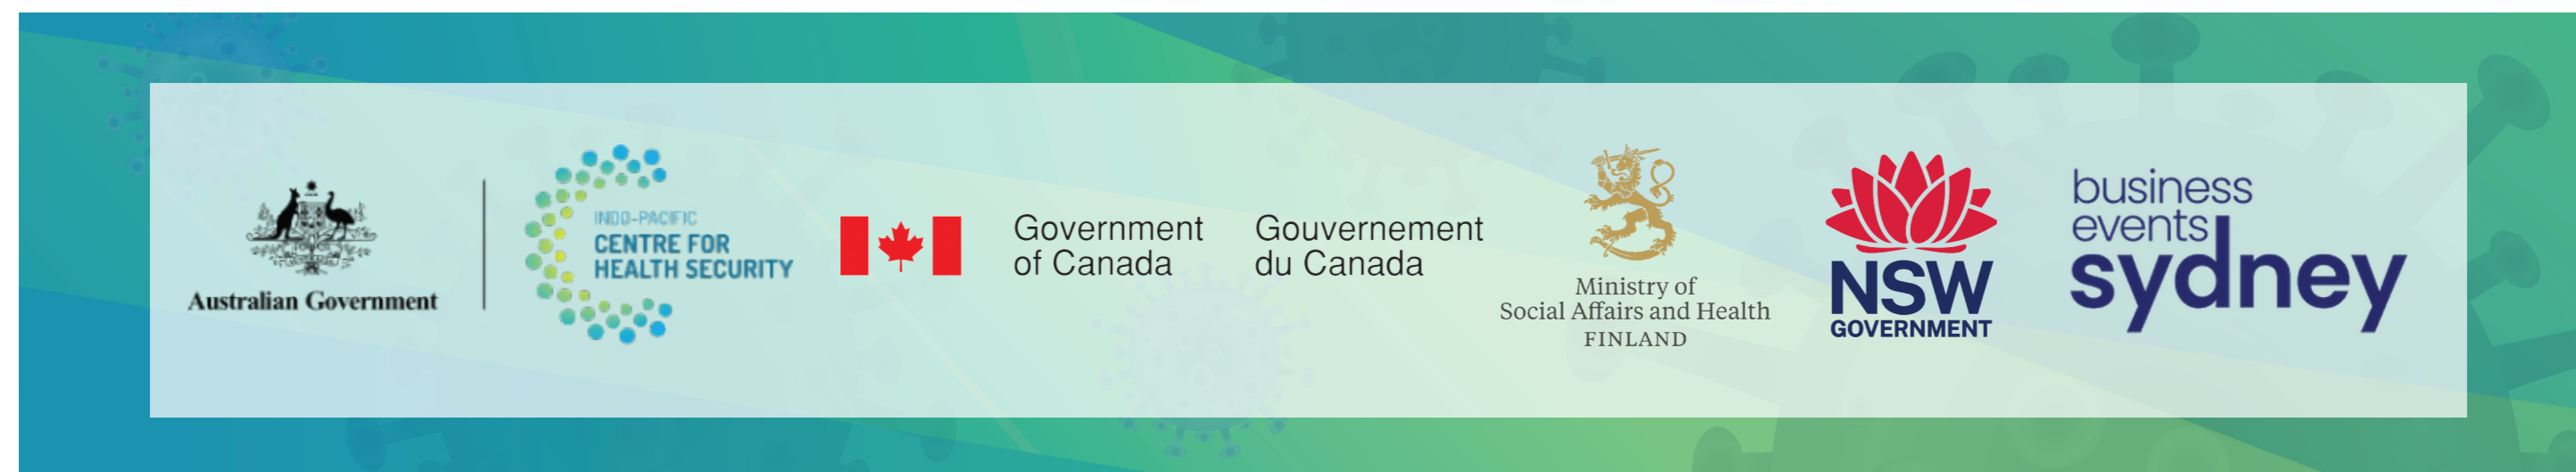 Australian Government
INDO-PACIFIC
CENTRE FOR
HEALTH SECURITY
Government
of Canada
Gouvernement
du Canada
Ministry of
Social Affairs and Health
FINLAND
NSW
GOVERNMENT
business
events
sydney